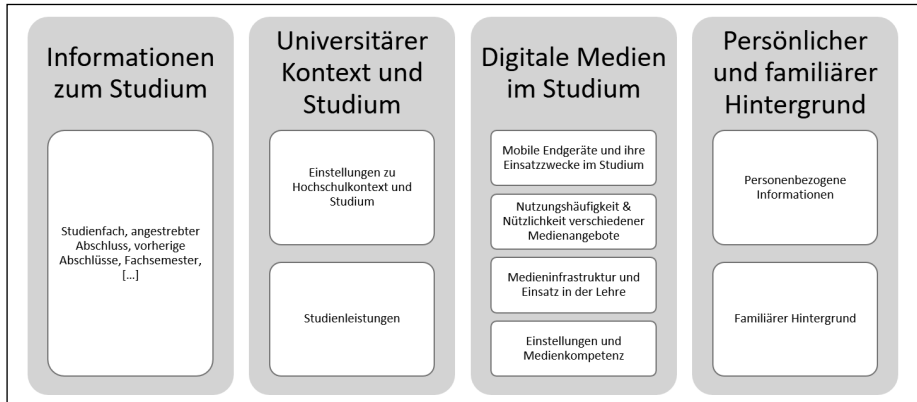 Informationen
zum Studium
Studienfach, angestrebter
Abschluss, vorherige
Abschlüsse, Fachsemester,
[...]
Universitärer
Kontext und
Studium
Einstellungen zu
Hochschulkontext und
Studium
Studienleistungen
Digitale Medien
im Studium
Mobile Endgeräte und ihre
Einsatzzwecke im Studium
Nutzungshäufigkeit &
Nützlichkeit verschiedener
Medienangebote
Medieninfrastruktur und
Einsatz in der Lehre
Einstellungen und
Medienkompetenz
Persönlicher
und familiärer
Hintergrund
Personenbezogene
Informationen
Familiärer Hintergrund